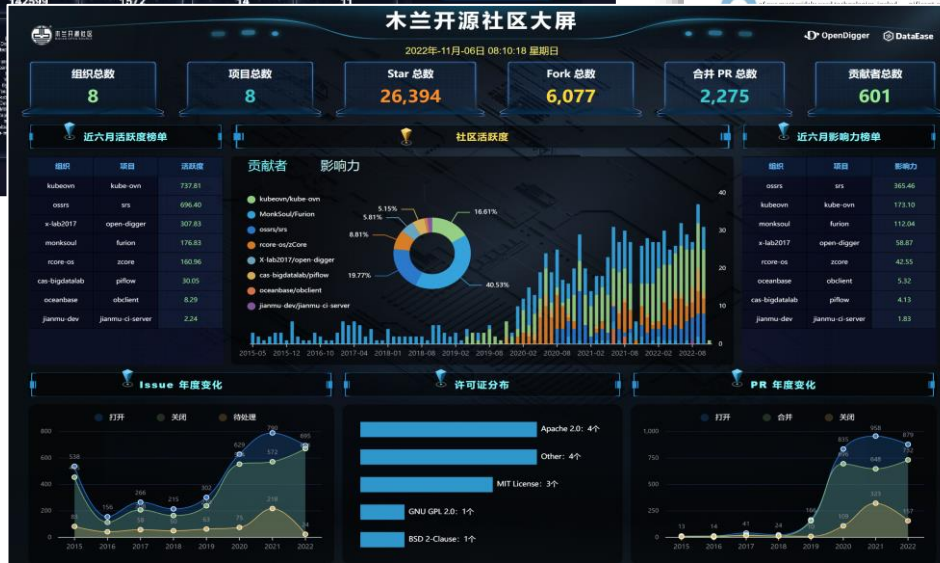 142599 1572 14 11
木兰开源社区大屏
木兰开源社区
OpenDigger DataEase
2022年-11月-06日 08:10:18 星期日
组织总数 项目总数 Star 总数 Fork 总数 合并 PR 总数 贡献者总数
8 8 26,394 6,077 2,275 601
近六月活跃度榜单
组织 项目 活跃度
kubeovn kube-ovn 737.81
ossrs srs 696.40
x-lab2017 open-digger 307.83
monksoul furion 176.83
rcore-os zcore 160.96
cas-bigdatalab piflow 30.05
oceanbase obclient 8.29
jianmu-dev jianmu-ci-server 2.24
社区活跃度
贡献者 影响力
kubeovn/kube-ovn
MonkSoul/Furion
ossrs/srs
rcore-os/zCore
X-lab2017/open-digger
cas-bigdatalab/piflow
oceanbase/obclient
jianmu-dev/jianmu-ci-server
5.15%
5.81%
8.81%
19.77%
16.61%
40.53%
40
30
20
10
0
2015-05 2015-12 2016-10 2017-04 2018-01 2018-08 2019-02 2019-08 2020-02 2020-08 2021-02 2021-08 2022-02 2022-08
近六月影响力榜单
组织 项目 影响力
ossrs srs 365.46
kubeovn kube-ovn 173.10
monksoul furion 112.04
x-lab2017 open-digger 58.87
rcore-os zcore 42.55
oceanbase obclient 5.32
cas-bigdatalab piflow 4.13
jianmu-dev jianmu-ci-server 1.83
Issue 年度变化
打开 关闭 待处理
800
600
400
200
0
538
156
266
215
302
629
790
695
572
58
63
75
218
24
2015 2016 2017 2018 2019 2020 2021 2022
许可证分布
Apache 2.0: 4个
Other: 4个
MIT License: 3个
GNU GPL 2.0: 1个
BSD 2-Clause: 1个
PR 年度变化
打开 合并 关闭
1,000
750
500
250
0
13
14
41
24
166
835
958
879
648
732
109
323
157
2015 2016 2017 2018 2019 2020 2021 2022